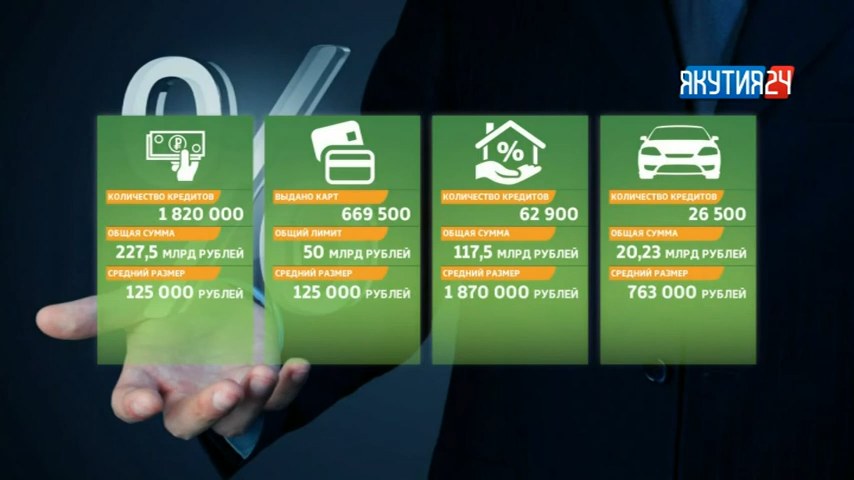 ЯКУТИЯ24
КОЛИЧЕСТВО КРЕДИТОВ
1 820 000
ОБЩАЯ СУММА
227,5 МЛРД РУБЛЕЙ
СРЕДНИЙ РАЗМЕР
125 000 РУБЛЕЙ
ВЫДАНО КАРТ
669 500
ОБЩИЙ ЛИМИТ
50 МЛРД РУБЛЕЙ
СРЕДНИЙ РАЗМЕР
125 000 РУБЛЕЙ
%
КОЛИЧЕСТВО КРЕДИТОВ
62 900
ОБЩАЯ СУММА
117,5 МЛРД РУБЛЕЙ
СРЕДНИЙ РАЗМЕР
1 870 000 РУБЛЕЙ
КОЛИЧЕСТВО КРЕДИТОВ
26 500
ОБЩАЯ СУММА
20,23 МЛРД РУБЛЕЙ
СРЕДНИЙ РАЗМЕР
763 000 РУБЛЕЙ